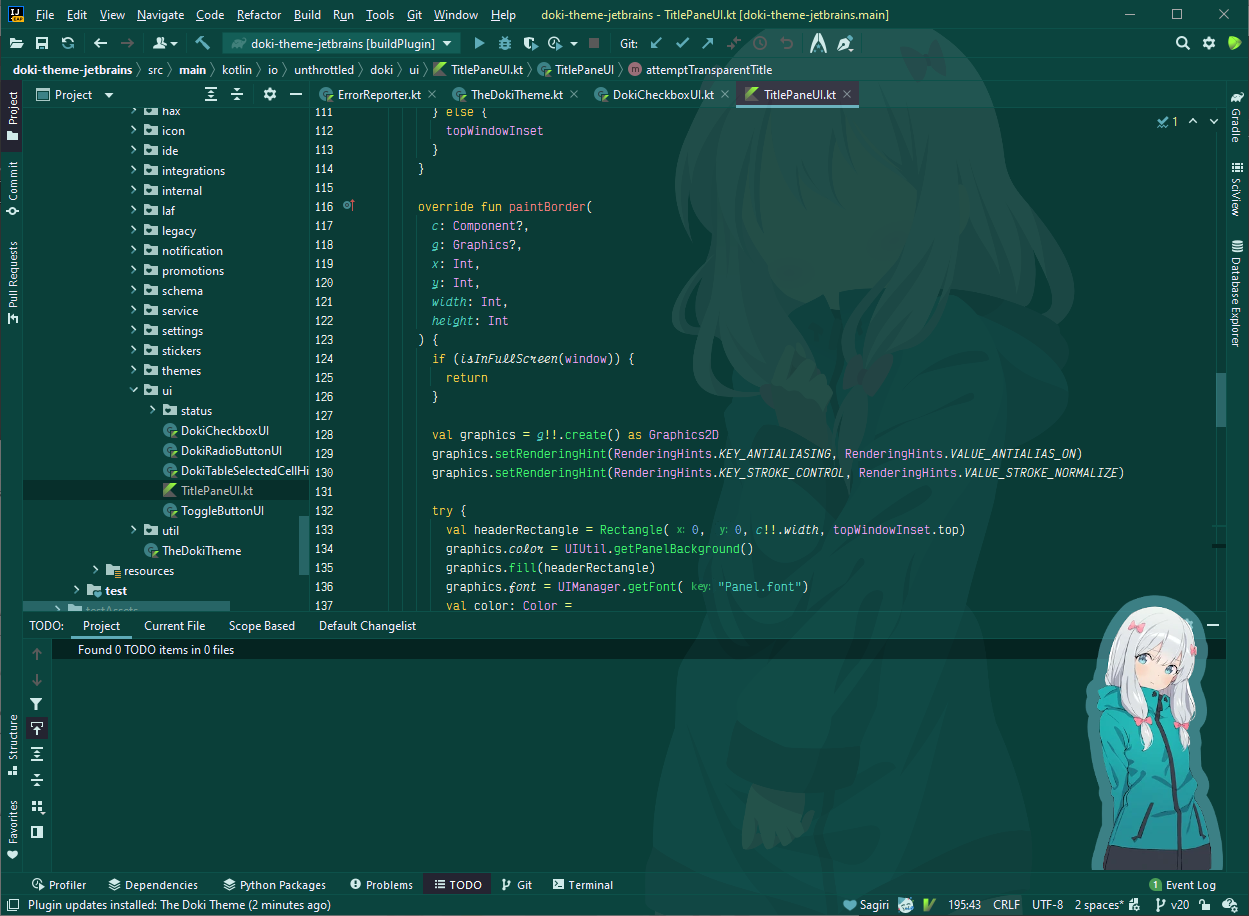 File Edit View Navigate Code Refactor Build Run Tools Git Window Help doki-theme-jetbrains - TitlePaneUI.kt [doki-theme-jetbrains.main]
doki-theme-jetbrains [buildPlugin] Git:
doki-theme-jetbrains src main kotlin io unthrottled doki ui TitlePaneUI.kt TitlePaneUI attemptTransparentTitle
Project ErrorReporter.kt TheDokiTheme.kt DokiCheckboxUI.kt TitlePaneUI.kt
Project
Commit
Pull Requests
Structure
Favorites
hax
icon
ide
integrations
internal
laf
legacy
notification
promotions
schema
service
settings
stickers
themes
ui
status
DokiCheckboxUI
DokiRadioButtonUI
DokiTableSelectedCellHi
TitlePaneUI.kt
ToggleButtonUI
util
TheDokiTheme
resources
test
testAssets
111 } else {
112 topWindowInset
113 }
114 }
115
116 override fun paintBorder(
117 c: Component?,
118 g: Graphics?,
119 x: Int,
120 y: Int,
121 width: Int,
122 height: Int
123 ) {
124 if (isInFullScreen(window)) {
125 return
126 }
127
128 val graphics = g!!.create() as Graphics2D
129 graphics.setRenderingHint(RenderingHints.KEY_ANTIALIASING, RenderingHints.VALUE_ANTIALIAS_ON)
130 graphics.setRenderingHint(RenderingHints.KEY_STROKE_CONTROL, RenderingHints.VALUE_STROKE_NORMALIZE)
131
132 try {
133 val headerRectangle = Rectangle( x: 0, y: 0, c!!.width, topWindowInset.top)
134 graphics.color = UIUtil.getPanelBackground()
135 graphics.fill(headerRectangle)
136 graphics.font = UIManager.getFont( key: "Panel.font")
137 val color: Color =
1
Gradle
SciView
Database Explorer
TODO: Project Current File Scope Based Default Changelist
Found 0 TODO items in 0 files
Profiler Dependencies Python Packages Problems TODO Git Terminal 1 Event Log
Plugin updates installed: The Doki Theme (2 minutes ago) Sagiri 195:43 CRLF UTF-8 2 spaces* v20